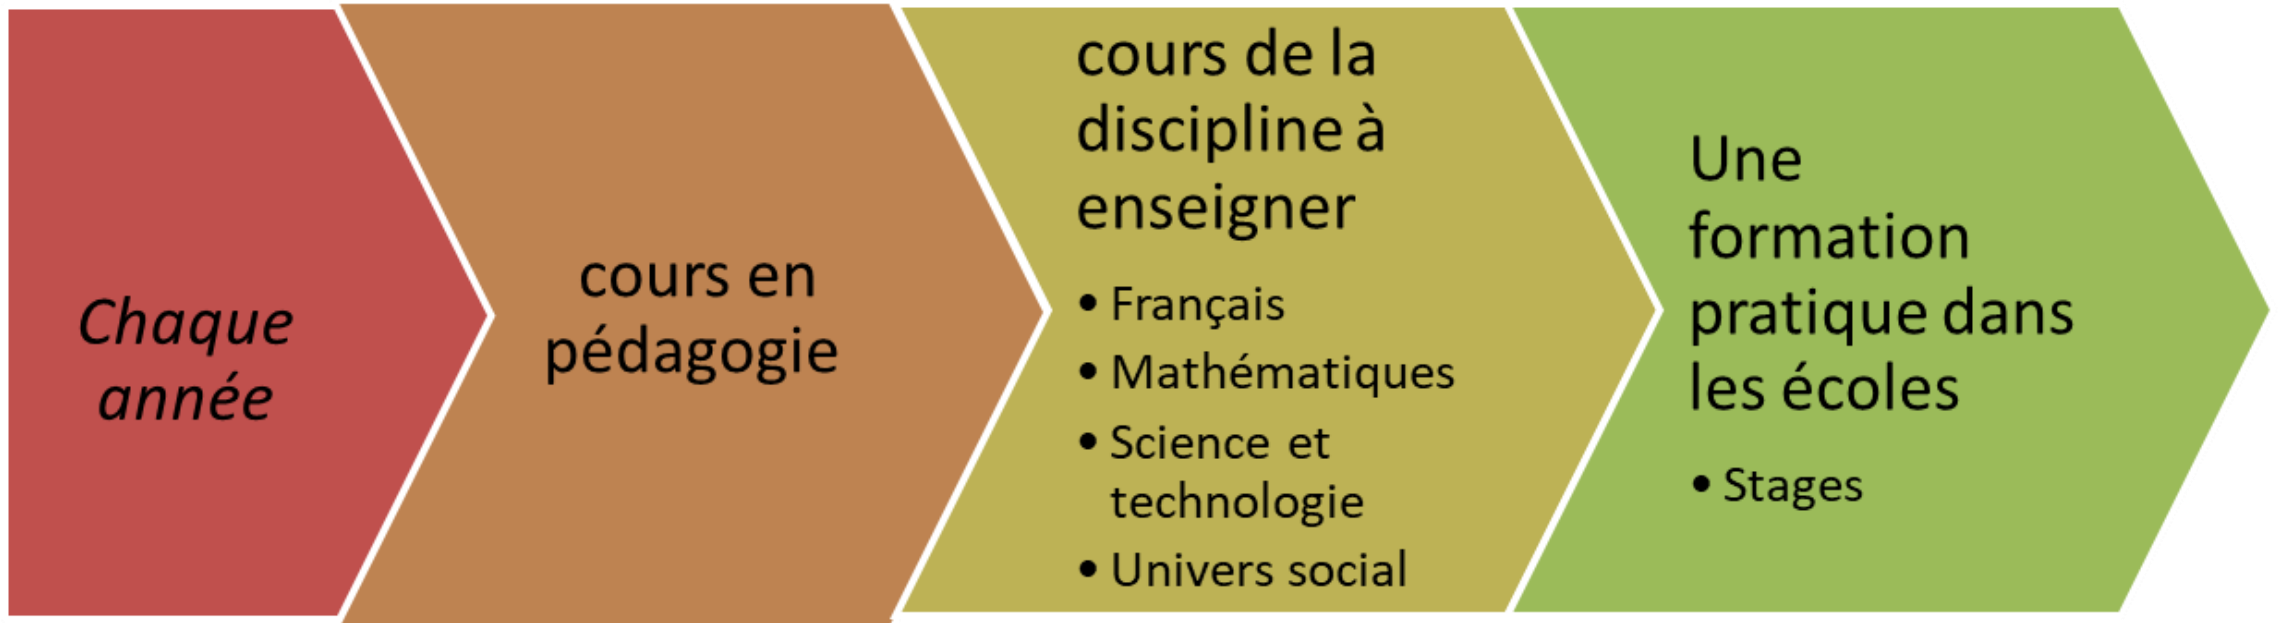 Chaque
année
cours en
pédagogie
cours de la
discipline à
enseigner
• Français
• Mathématiques
• Science et
technologie
• Univers social
Une
formation
pratique dans
les écoles
• Stages